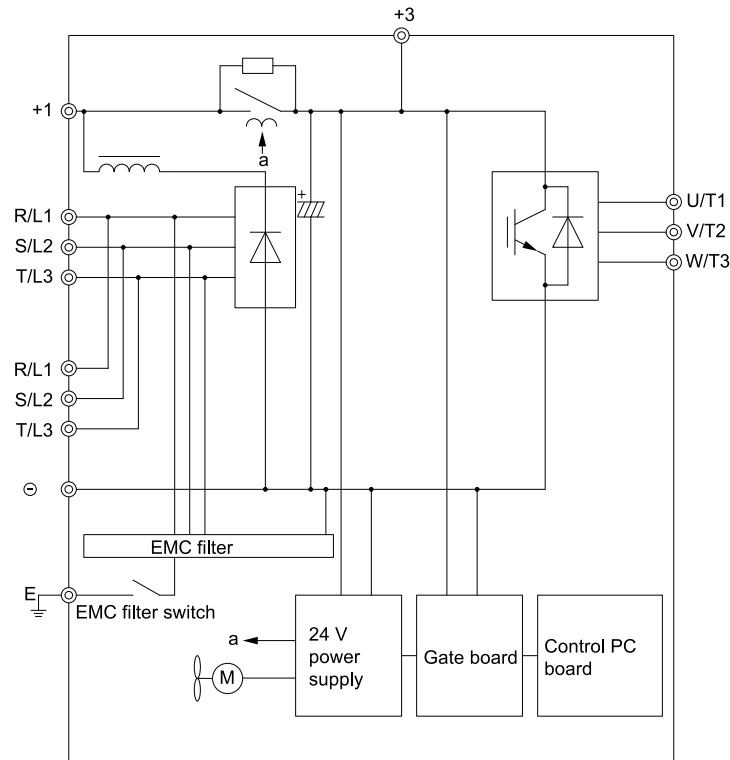 +3
+1
a
R/L1
+
U/T1
S/L2
V/T2
T/L3
W/T3
R/L1
S/L2
T/L3
⊖
EMC filter
E
EMC filter switch
a
24 V
power
supply
Gate board
Control PC
board
M